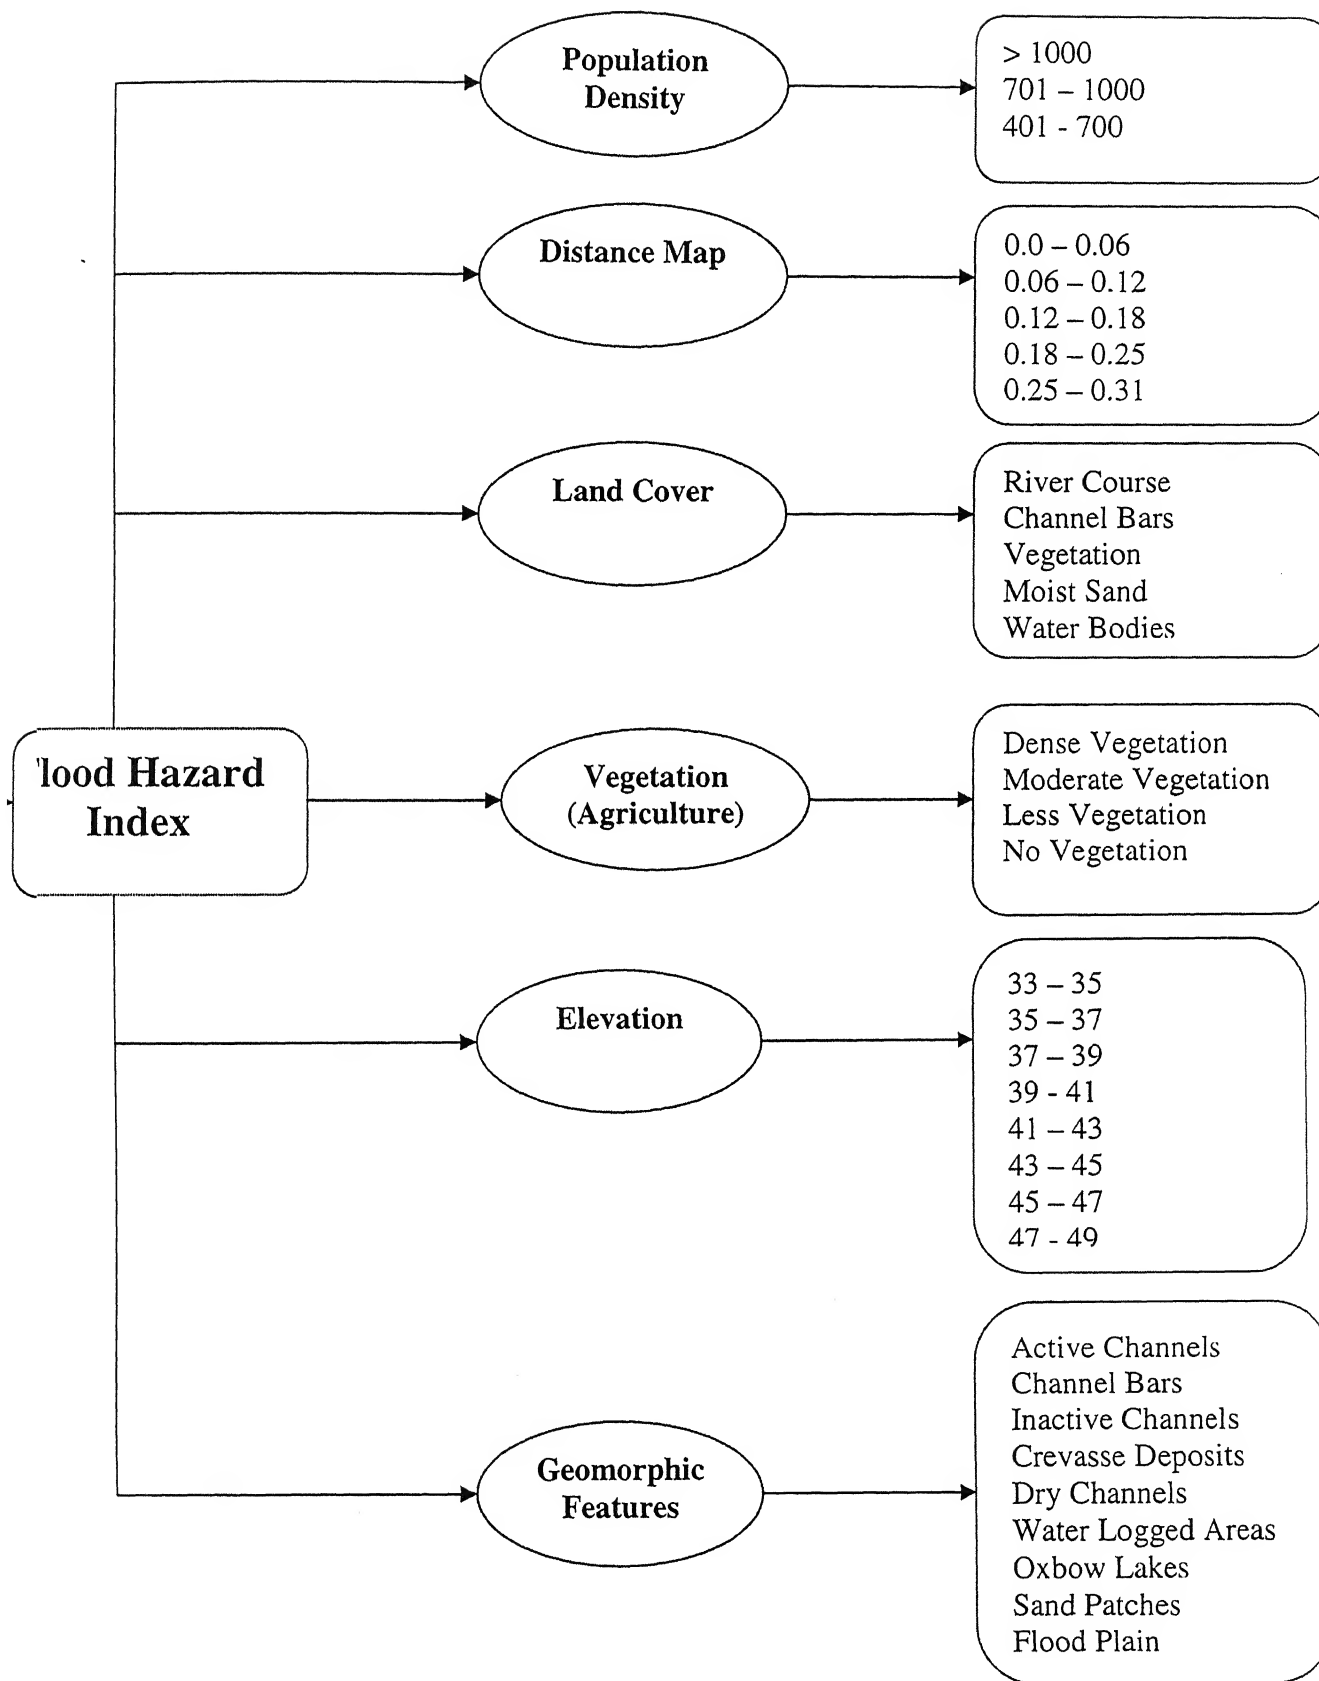 Population
Density
> 1000
701 – 1000
401 - 700
Distance Map
0.0 – 0.06
0.06 – 0.12
0.12 – 0.18
0.18 – 0.25
0.25 – 0.31
Land Cover
River Course
Channel Bars
Vegetation
Moist Sand
Water Bodies
lood Hazard
Index
Vegetation
(Agriculture)
Dense Vegetation
Moderate Vegetation
Less Vegetation
No Vegetation
Elevation
33 – 35
35 – 37
37 – 39
39 - 41
41 – 43
43 – 45
45 – 47
47 - 49
Geomorphic
Features
Active Channels
Channel Bars
Inactive Channels
Crevasse Deposits
Dry Channels
Water Logged Areas
Oxbow Lakes
Sand Patches
Flood Plain